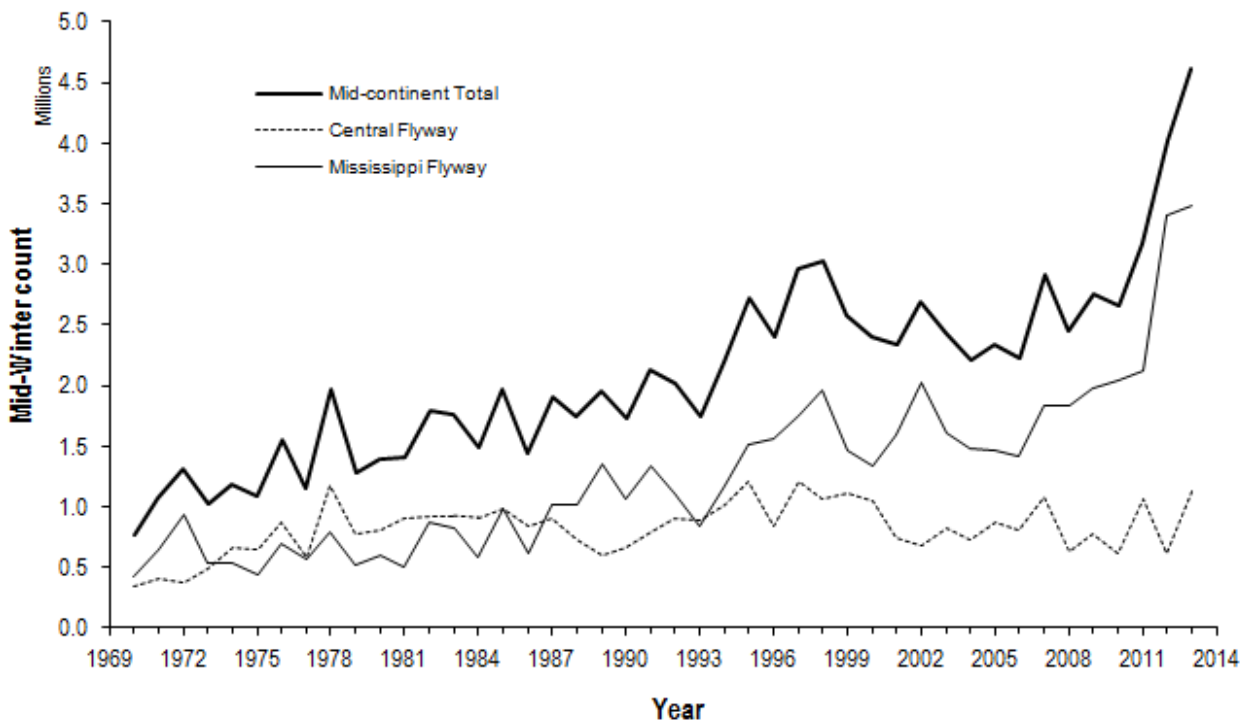 5.0
4.5
4.0
3.5
3.0
2.5
2.0
1.5
1.0
0.5
0.0
Millions
Mid-Winter count
Mid-continent Total
Central Flyway
Mississippi Flyway
1969 1972 1975 1978 1981 1984 1987 1990 1993 1996 1999 2002 2005 2008 2011 2014
Year